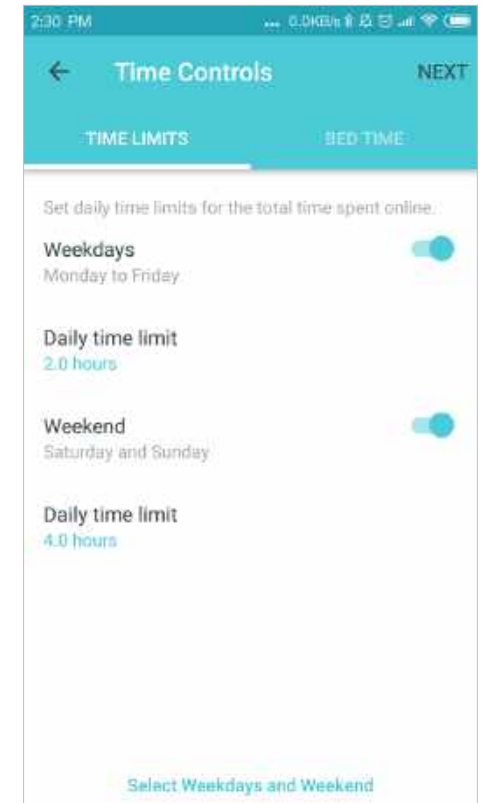 2:30 PM ... 0.0KB/s
Time Controls NEXT
TIME LIMITS BED TIME
Set daily time limits for the total time spent online.
Weekdays
Monday to Friday
Daily time limit
2.0 hours
Weekend
Saturday and Sunday
Daily time limit
4.0 hours
Select Weekdays and Weekend